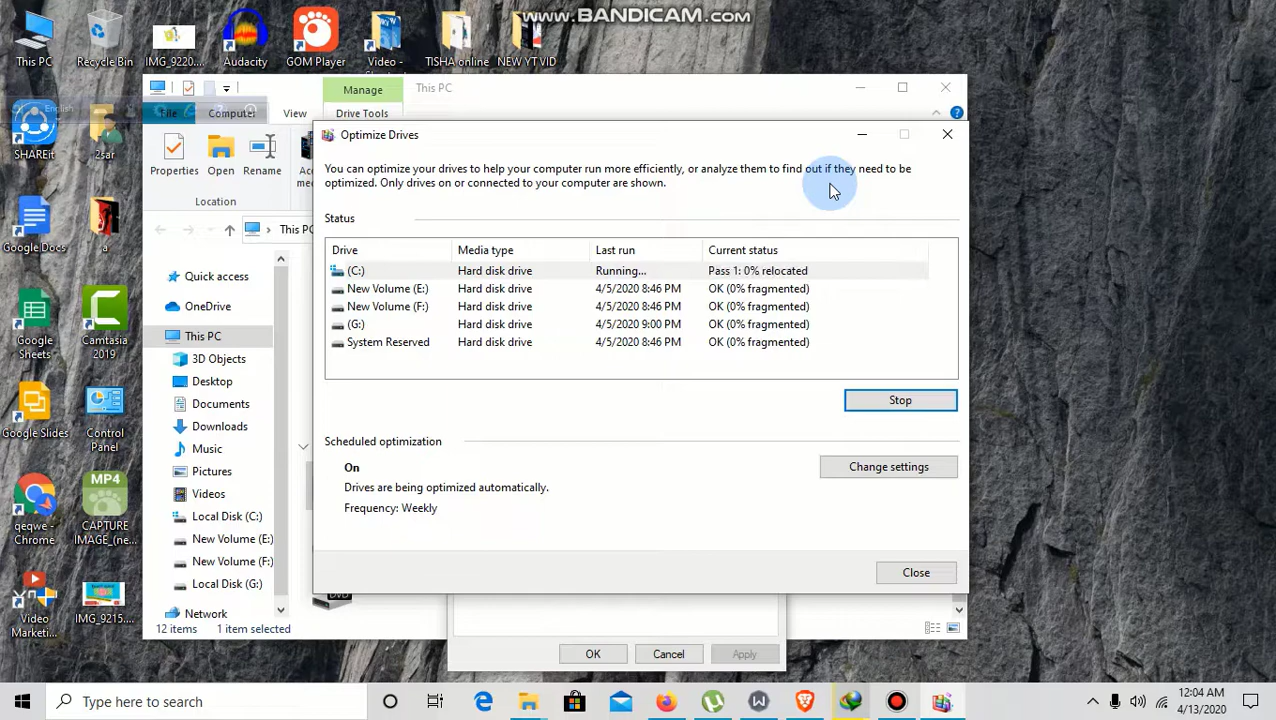 www.BANDICAM.com
This PC
Recycle Bin
IMG_9220...
Audacity
GOM Player
Video -
TISHA online
NEW YT VID
SHAREit
2sar
Google Docs
a
Google
Sheets
Camtasia
2019
Google Slides
Control
Panel
qeqwe -
Chrome
MP4
CAPTURE
IMAGE_(ne...
Video
Marketi...
IMG_9215....
English
Manage
This PC
File
Computer
View
Drive Tools
Properties
Open
Rename
Location
This PC
Quick access
OneDrive
This PC
3D Objects
Desktop
Documents
Downloads
Music
Pictures
Videos
Local Disk (C:)
New Volume (E:)
New Volume (F:)
Local Disk (G:)
Network
12 items
1 item selected
Optimize Drives
You can optimize your drives to help your computer run more efficiently, or analyze them to find out if they need to be
optimized. Only drives on or connected to your computer are shown.
Status
Drive Media type Last run Current status
(C:) Hard disk drive Running... Pass 1: 0% relocated
New Volume (E:) Hard disk drive 4/5/2020 8:46 PM OK (0% fragmented)
New Volume (F:) Hard disk drive 4/5/2020 8:46 PM OK (0% fragmented)
(G:) Hard disk drive 4/5/2020 9:00 PM OK (0% fragmented)
System Reserved Hard disk drive 4/5/2020 8:46 PM OK (0% fragmented)
Stop
Scheduled optimization
On
Drives are being optimized automatically.
Frequency: Weekly
Change settings
Close
OK
Cancel
Apply
Type here to search
12:04 AM
4/13/2020